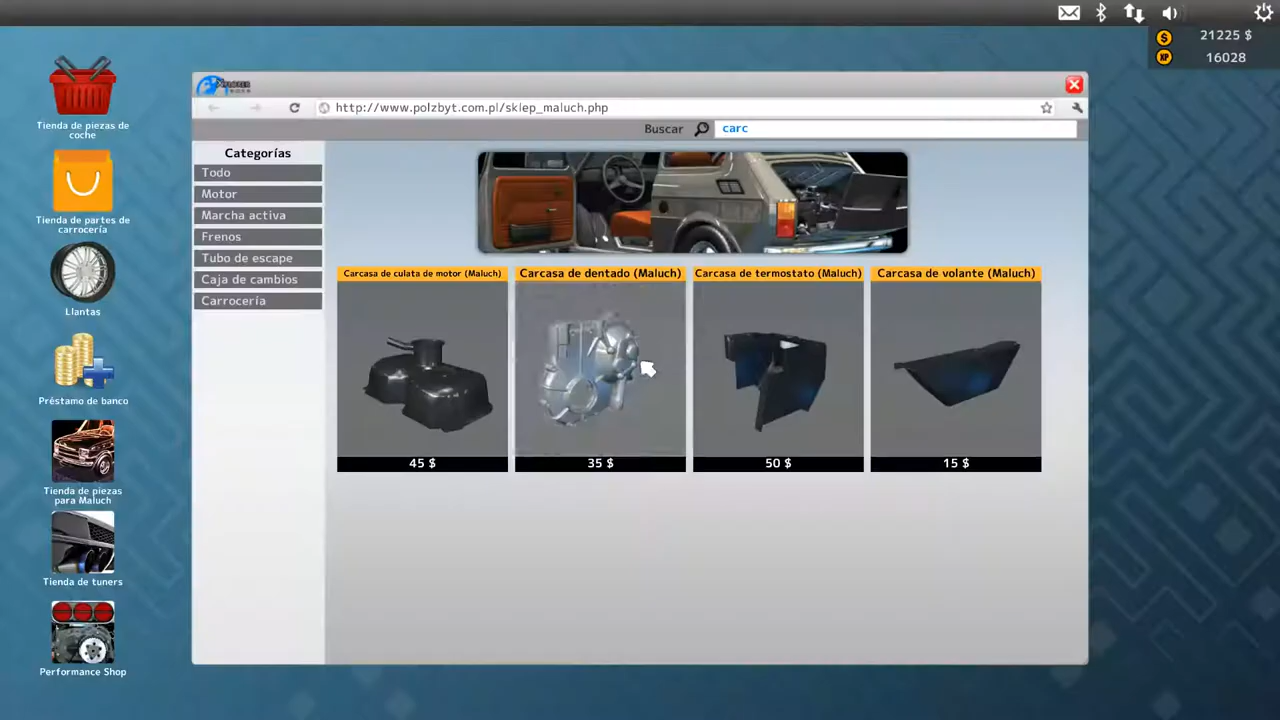 21225 $
16028
http://www.polzbyt.com.pl/sklep_maluch.php
Buscar
carc
Categorías
Todo
Motor
Marcha activa
Frenos
Tubo de escape
Caja de cambios
Carrocería
Tienda de piezas de
coche
Tienda de partes de
carrocería
Llantas
Préstamo de banco
Tienda de piezas
para Maluch
Tienda de tuners
Performance Shop
Carcasa de culata de motor (Maluch)
45 $
Carcasa de dentado (Maluch)
35 $
Carcasa de termostato (Maluch)
50 $
Carcasa de volante (Maluch)
15 $